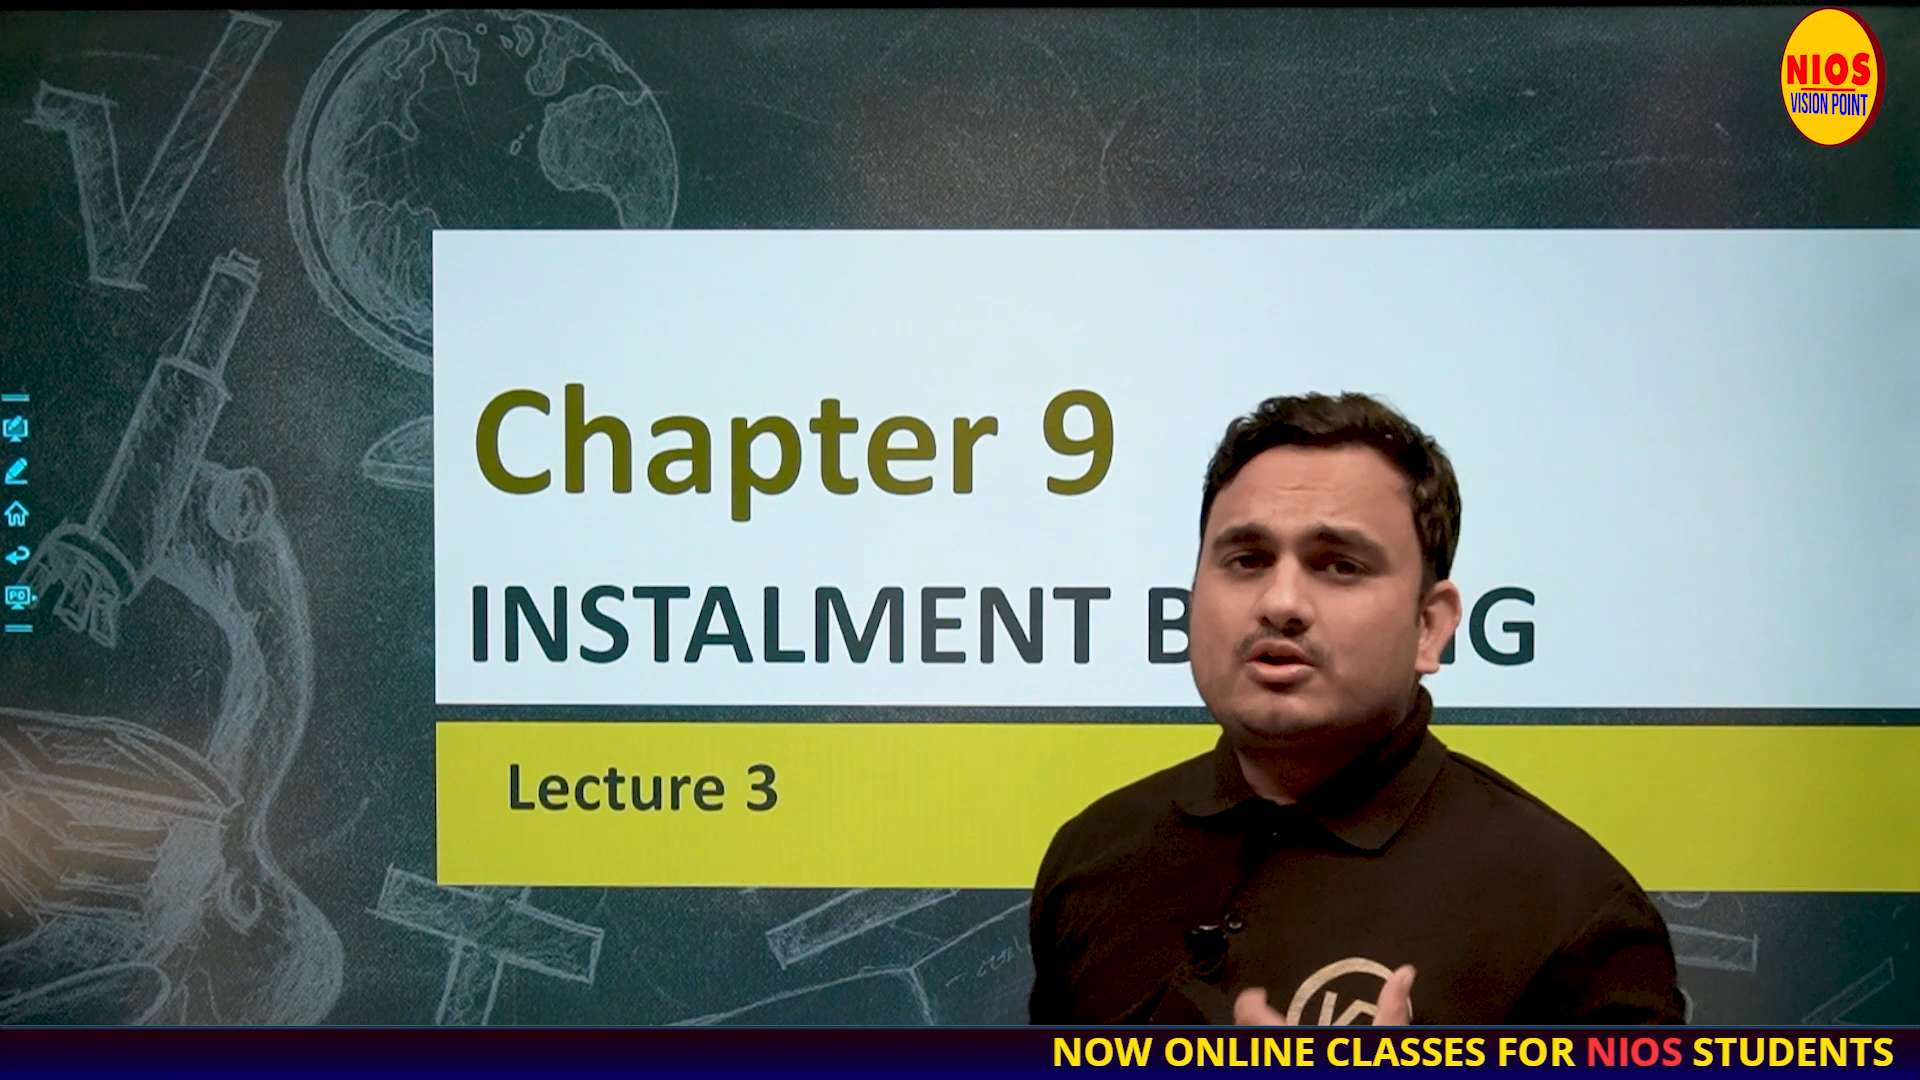 NIOS
VISION POINT
Chapter 9
INSTALMENT
Lecture 3
NOW ONLINE CLASSES FOR NIOS STUDENTS